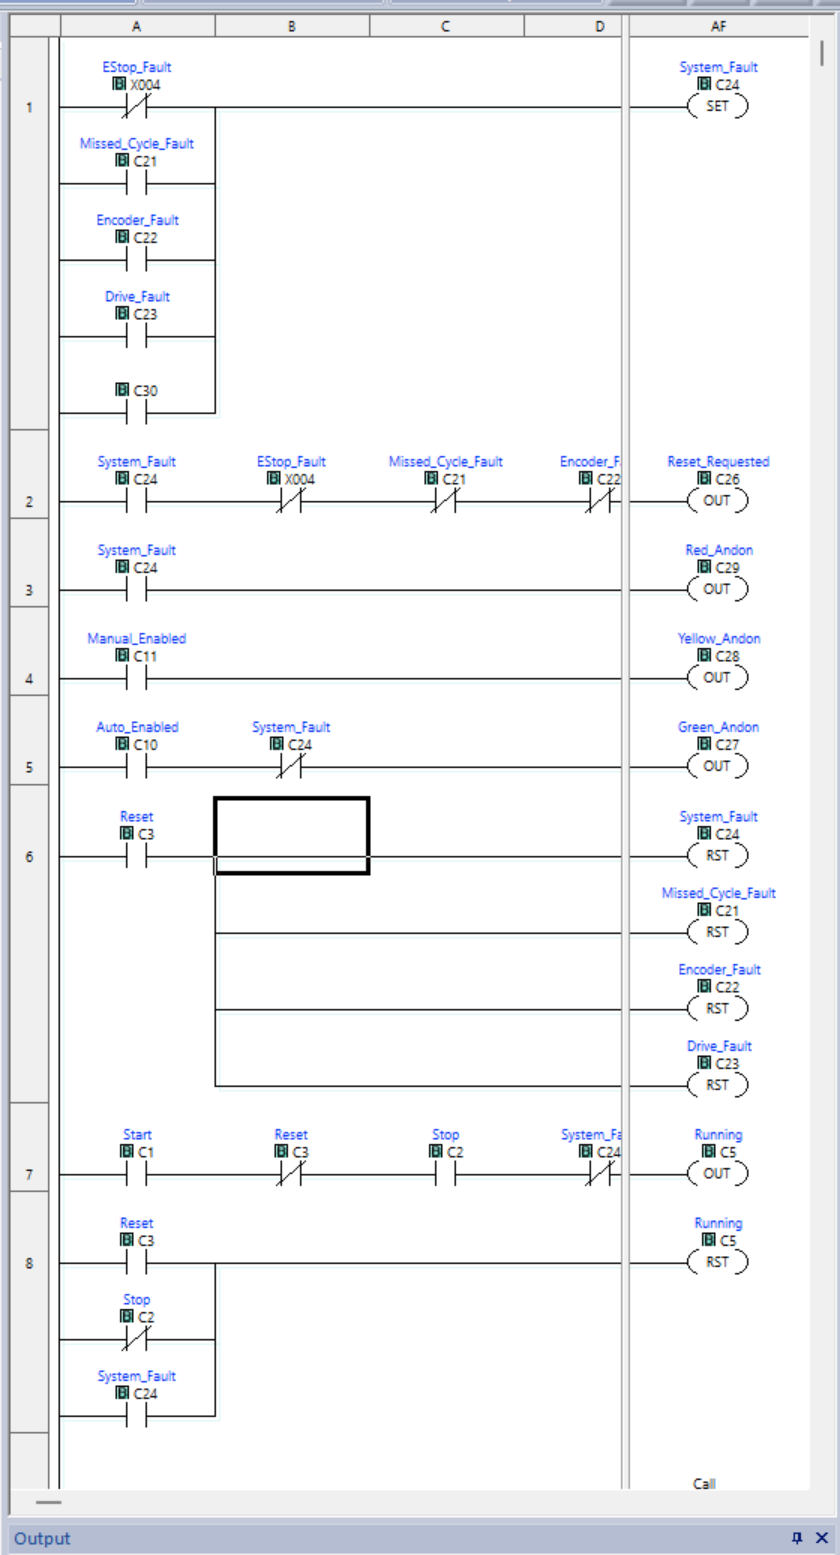 A B C D AF
EStop_Fault System_Fault
X004 C24
1 SET
Missed_Cycle_Fault
C21
Encoder_Fault
C22
Drive_Fault
C23
C30
System_Fault EStop_Fault Missed_Cycle_Fault Encoder_F Reset_Requested
C24 X004 C21 C22 C26
2 OUT
System_Fault Red_Andon
C24 C29
3 OUT
Manual_Enabled Yellow_Andon
C11 C28
4 OUT
Auto_Enabled System_Fault Green_Andon
C10 C24 C27
5 OUT
Reset System_Fault
C3 C24
6 RST
Missed_Cycle_Fault
C21
RST
Encoder_Fault
C22
RST
Drive_Fault
C23
RST
Start Reset Stop System_Fa Running
C1 C3 C2 C24 C5
7 OUT
Reset Running
C3 C5
8 RST
Stop
C2
System_Fault
C24
Call
Output